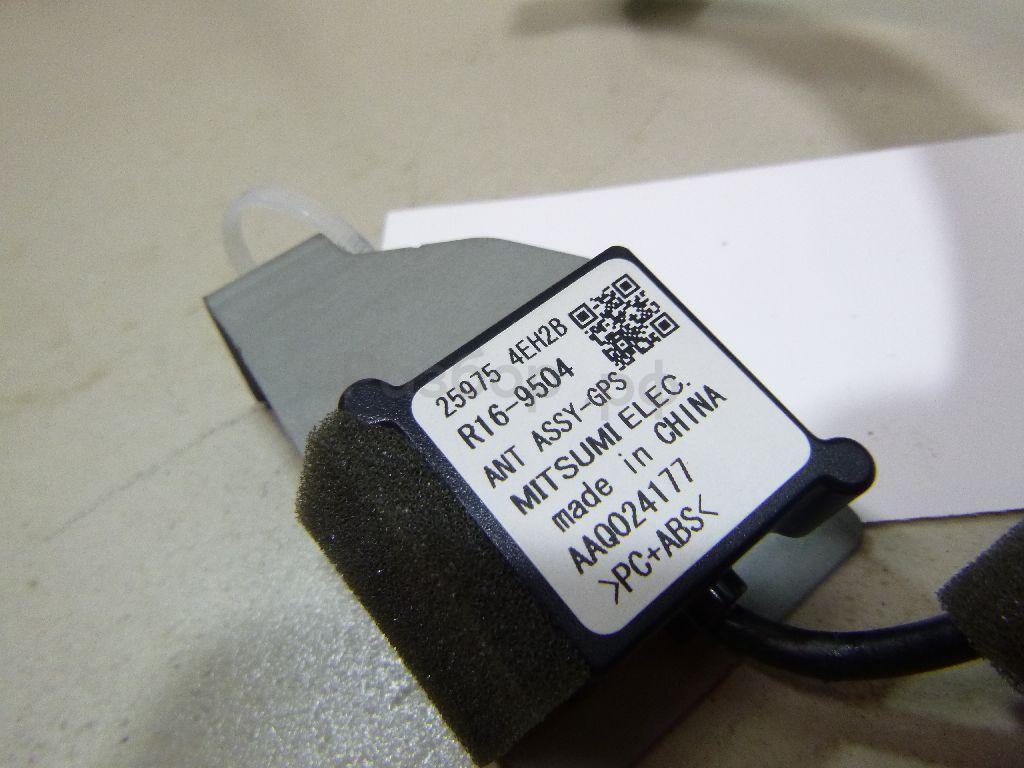 25975 4EH2B
R16-9504
ANT ASSY-GPS
MITSUMI ELEC.
made in CHINA
AAQ024177
>PC+ABS<